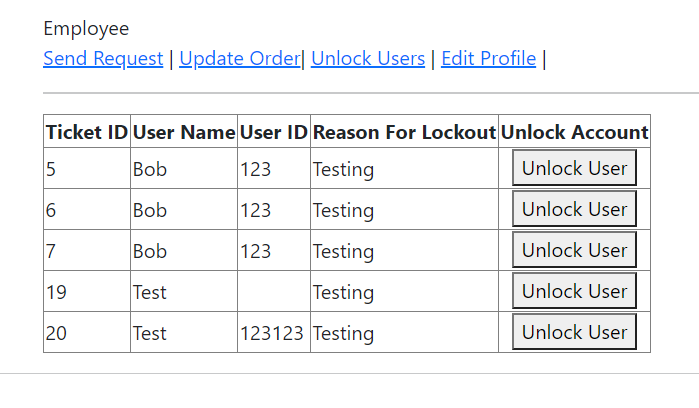 Employee
Send Request | Update Order| Unlock Users | Edit Profile |
Ticket ID User Name User ID Reason For Lockout Unlock Account
5 Bob 123 Testing Unlock User
6 Bob 123 Testing Unlock User
7 Bob 123 Testing Unlock User
19 Test Testing Unlock User
20 Test 123123 Testing Unlock User